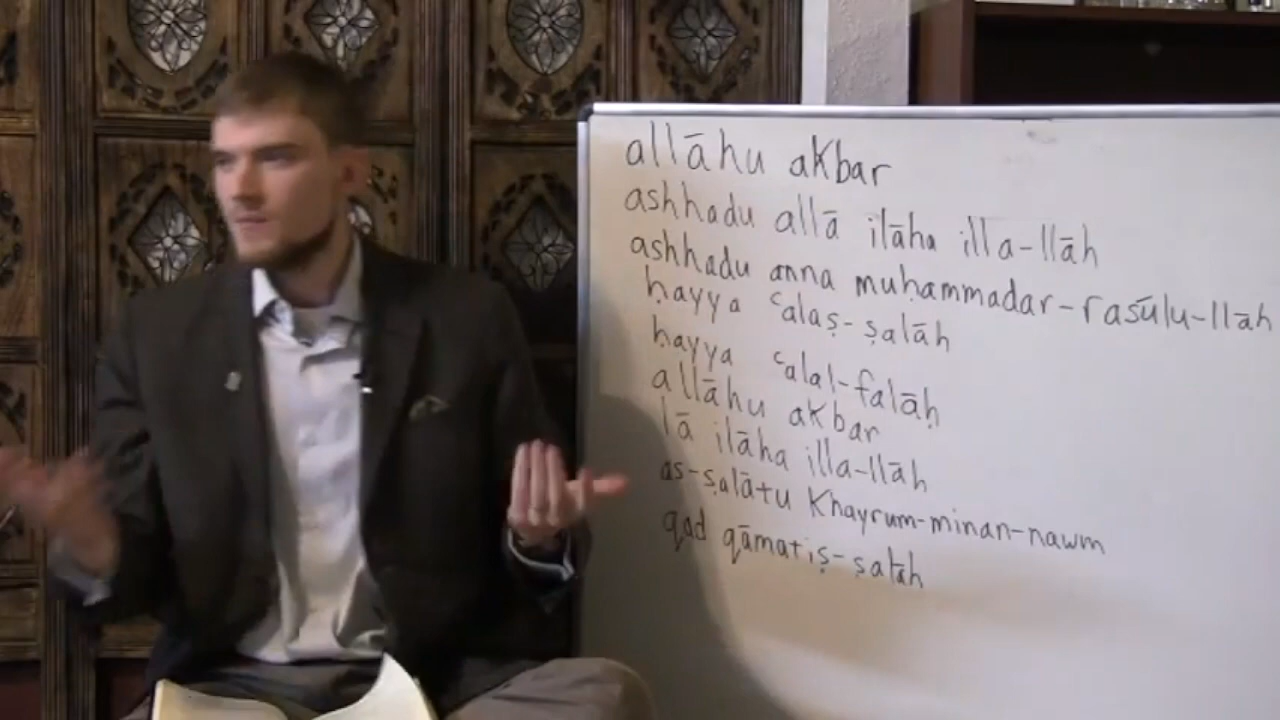 allāhu akbar
ashhadu allā ilāha illa-llāh
ashhadu anna muḥammadar-rasūlu-llāh
ḥayya ʿalaṣ-ṣalāh
ḥayya ʿalal-falāḥ
allāhu akbar
lā ilāha illa-llāh
as-ṣalātu Khayrum-minan-nawm
qad qāmatiṣ-ṣalāh